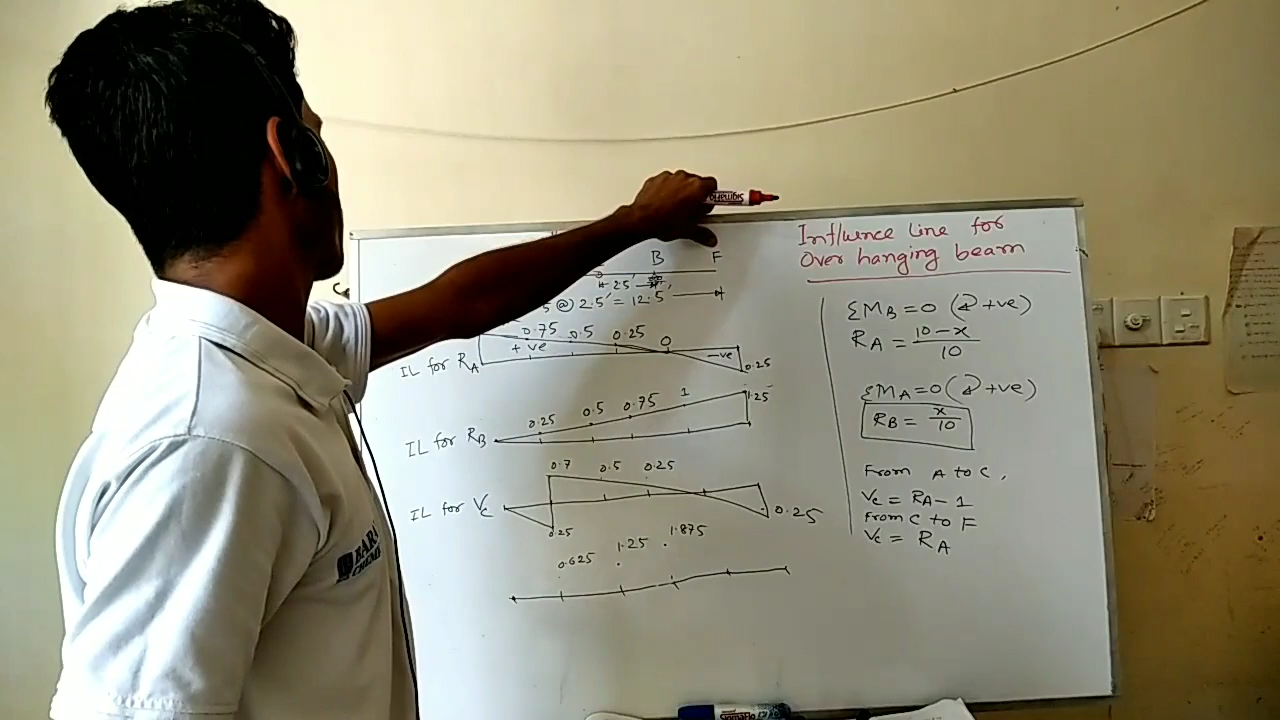 Influence line for
Over hanging beam
B F
2.5'
5 @ 2.5' = 12.5'
0.75 0.5 0.25 0
+ve -ve
IL for RA
0.25
0.25 0.5 0.75 1 1.25
IL for RB
0.7 0.5 0.25
IL for Vc
0.25
0.25
0.625 1.25 1.875
ΣMB=0 (↻+ve)
RA = 10-x/10
ΣMA=0(↻+ve)
RB = x/10
From A to C,
Vc = RA-1
From C to F
Vc = RA